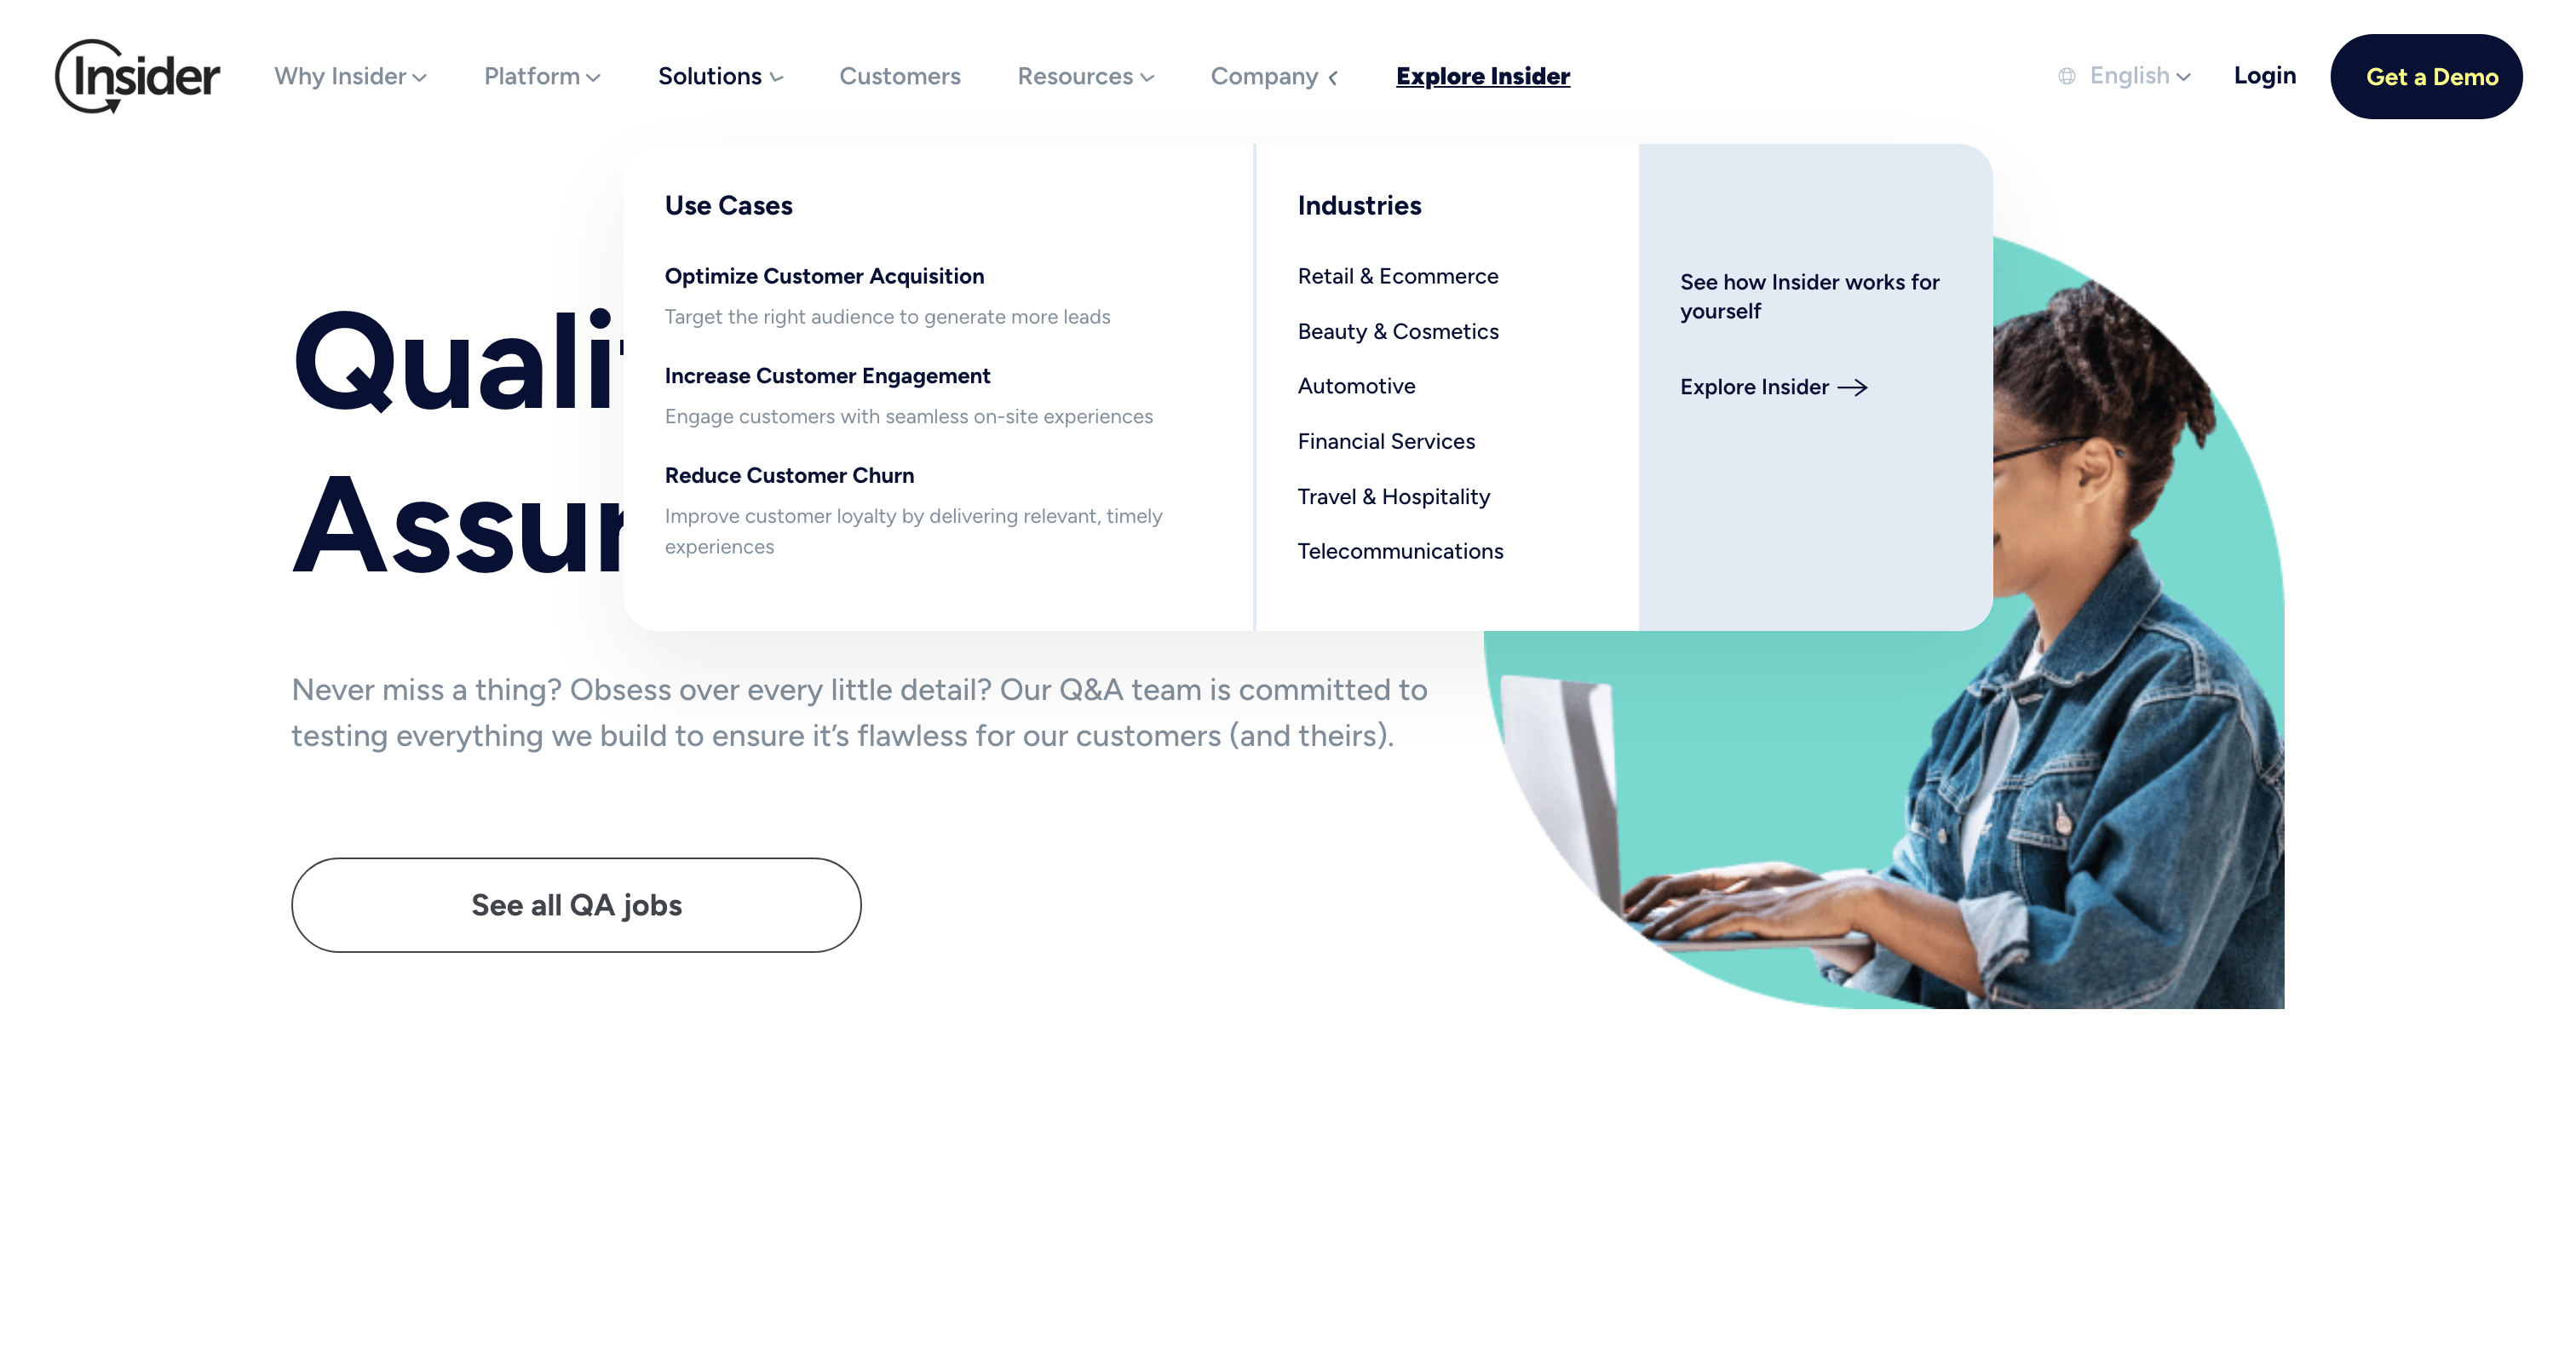 Insider
Why Insider
Platform
Solutions
Customers
Resources
Company
Explore Insider
English
Login
Get a Demo
Use Cases
Optimize Customer Acquisition
Target the right audience to generate more leads
Increase Customer Engagement
Engage customers with seamless on-site experiences
Reduce Customer Churn
Improve customer loyalty by delivering relevant, timely
experiences
Industries
Retail & Ecommerce
Beauty & Cosmetics
Automotive
Financial Services
Travel & Hospitality
Telecommunications
See how Insider works for
yourself
Explore Insider
Never miss a thing? Obsess over every little detail? Our Q&A team is committed to
testing everything we build to ensure it’s flawless for our customers (and theirs).
See all QA jobs